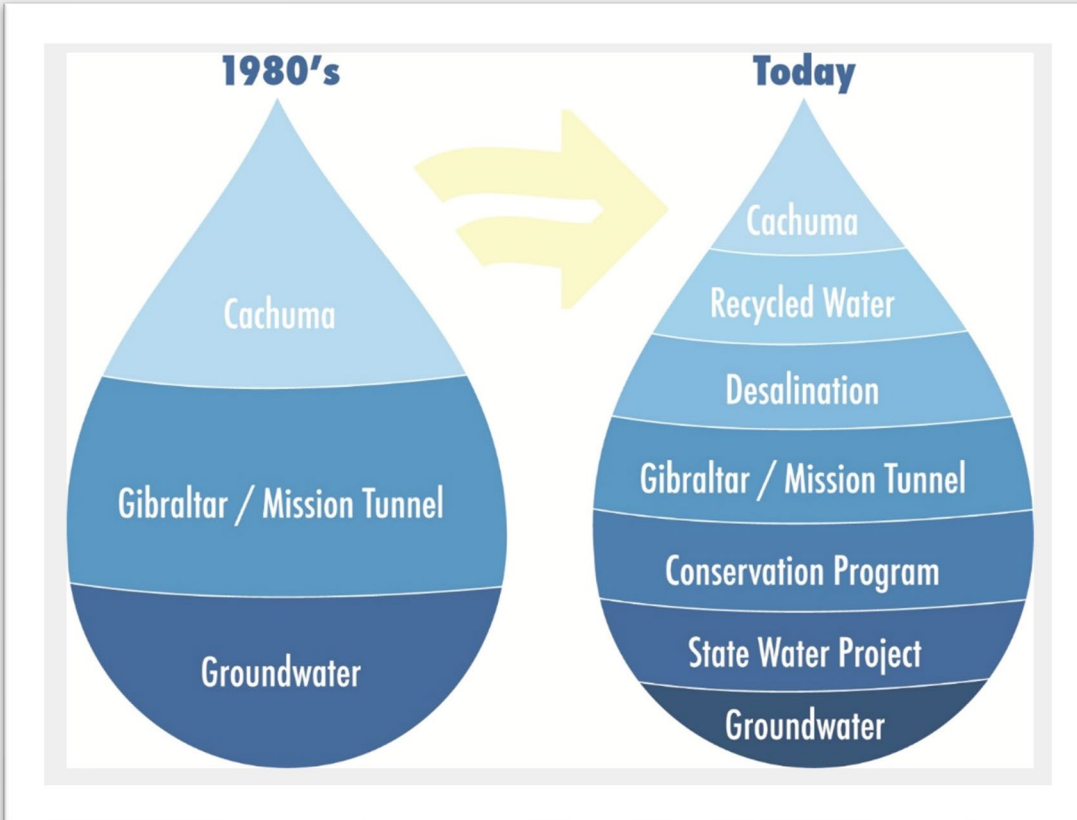 1980's
Cachuma
Gibraltar / Mission Tunnel
Groundwater
Today
Cachuma
Recycled Water
Desalination
Gibraltar / Mission Tunnel
Conservation Program
State Water Project
Groundwater